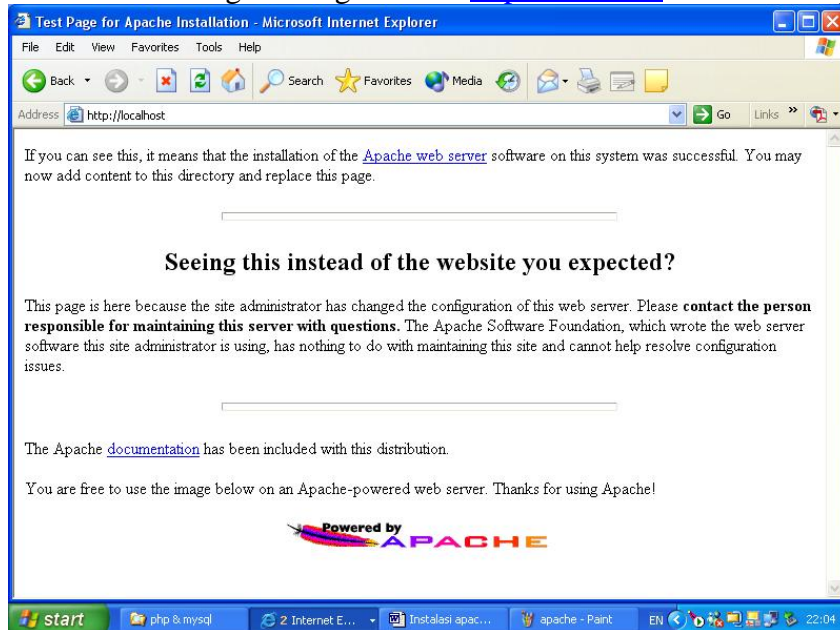 Test Page for Apache Installation - Microsoft Internet Explorer
File Edit View Favorites Tools Help
Back Search Favorites Media
Address http://localhost Go Links »
If you can see this, it means that the installation of the Apache web server software on this system was successful. You may
now add content to this directory and replace this page.
Seeing this instead of the website you expected?
This page is here because the site administrator has changed the configuration of this web server. Please contact the person
responsible for maintaining this server with questions. The Apache Software Foundation, which wrote the web server
software this site administrator is using, has nothing to do with maintaining this site and cannot help resolve configuration
issues.
The Apache documentation has been included with this distribution.
You are free to use the image below on an Apache-powered web server. Thanks for using Apache!
Powered by
APACHE
start php & mysql 2 Internet E... Instalasi apac... apache - Paint EN 22:04